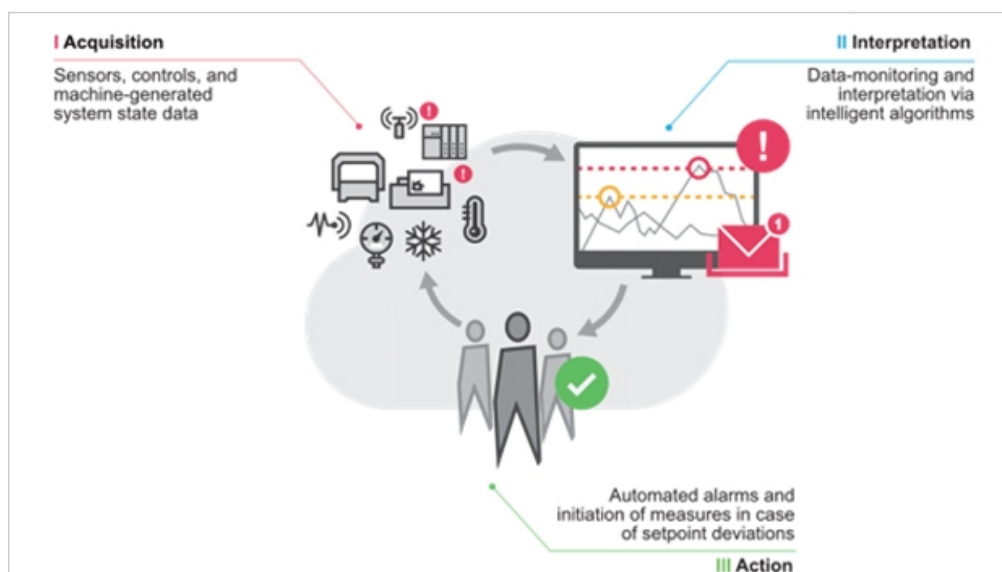 I Acquisition
Sensors, controls, and
machine-generated
system state data
II Interpretation
Data-monitoring and
interpretation via
intelligent algorithms
!
!
!
1
Automated alarms and
initiation of measures in case
of setpoint deviations
III Action